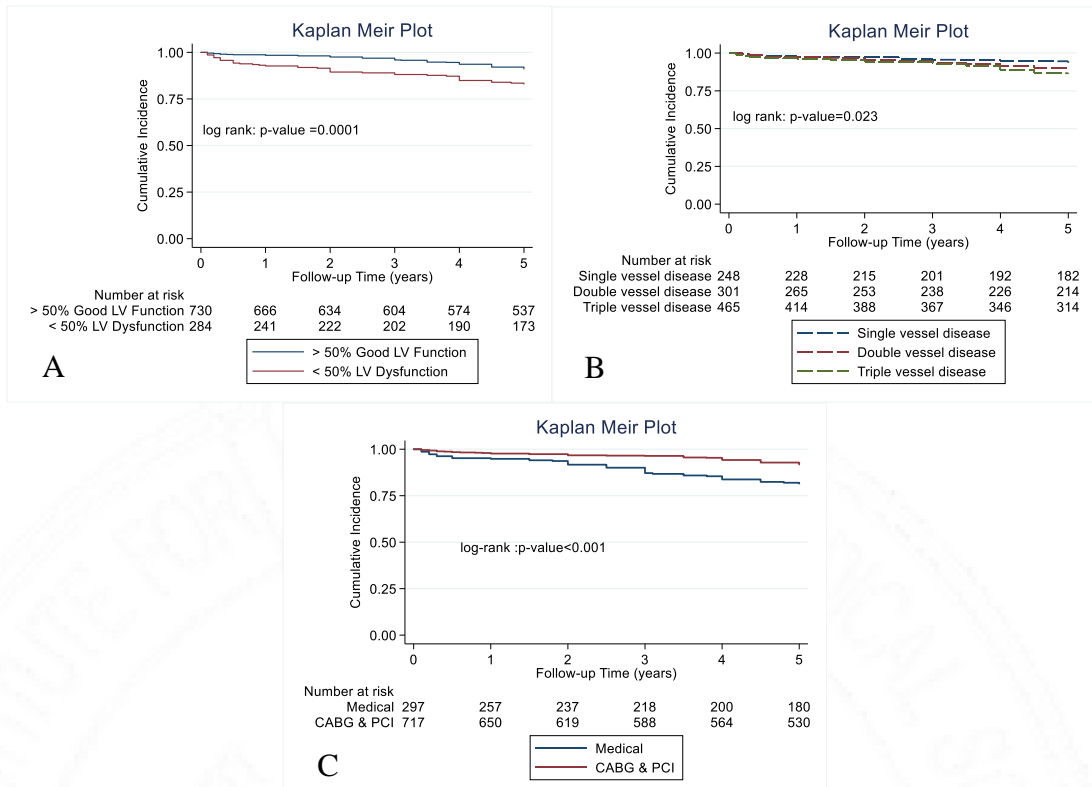 Kaplan Meir Plot
Cumulative Incidence
1.00
0.75
0.50
0.25
0.00
log rank: p-value =0.0001
0 1 2 3 4 5
Follow-up Time (years)
Number at risk
> 50% Good LV Function 730 666 634 604 574 537
< 50% LV Dysfunction 284 241 222 202 190 173
> 50% Good LV Function
< 50% LV Dysfunction
A
Kaplan Meir Plot
Cumulative Incidence
1.00
0.75
0.50
0.25
0.00
log rank: p-value=0.023
0 1 2 3 4 5
Follow-up Time (years)
Number at risk
Single vessel disease 248 228 215 201 192 182
Double vessel disease 301 265 253 238 226 214
Triple vessel disease 465 414 388 367 346 314
Single vessel disease
Double vessel disease
Triple vessel disease
B
Kaplan Meir Plot
Cumulative Incidence
1.00
0.75
0.50
0.25
0.00
log-rank :p-value<0.001
0 1 2 3 4 5
Follow-up Time (years)
Number at risk
Medical 297 257 237 218 200 180
CABG & PCI 717 650 619 588 564 530
Medical
CABG & PCI
C